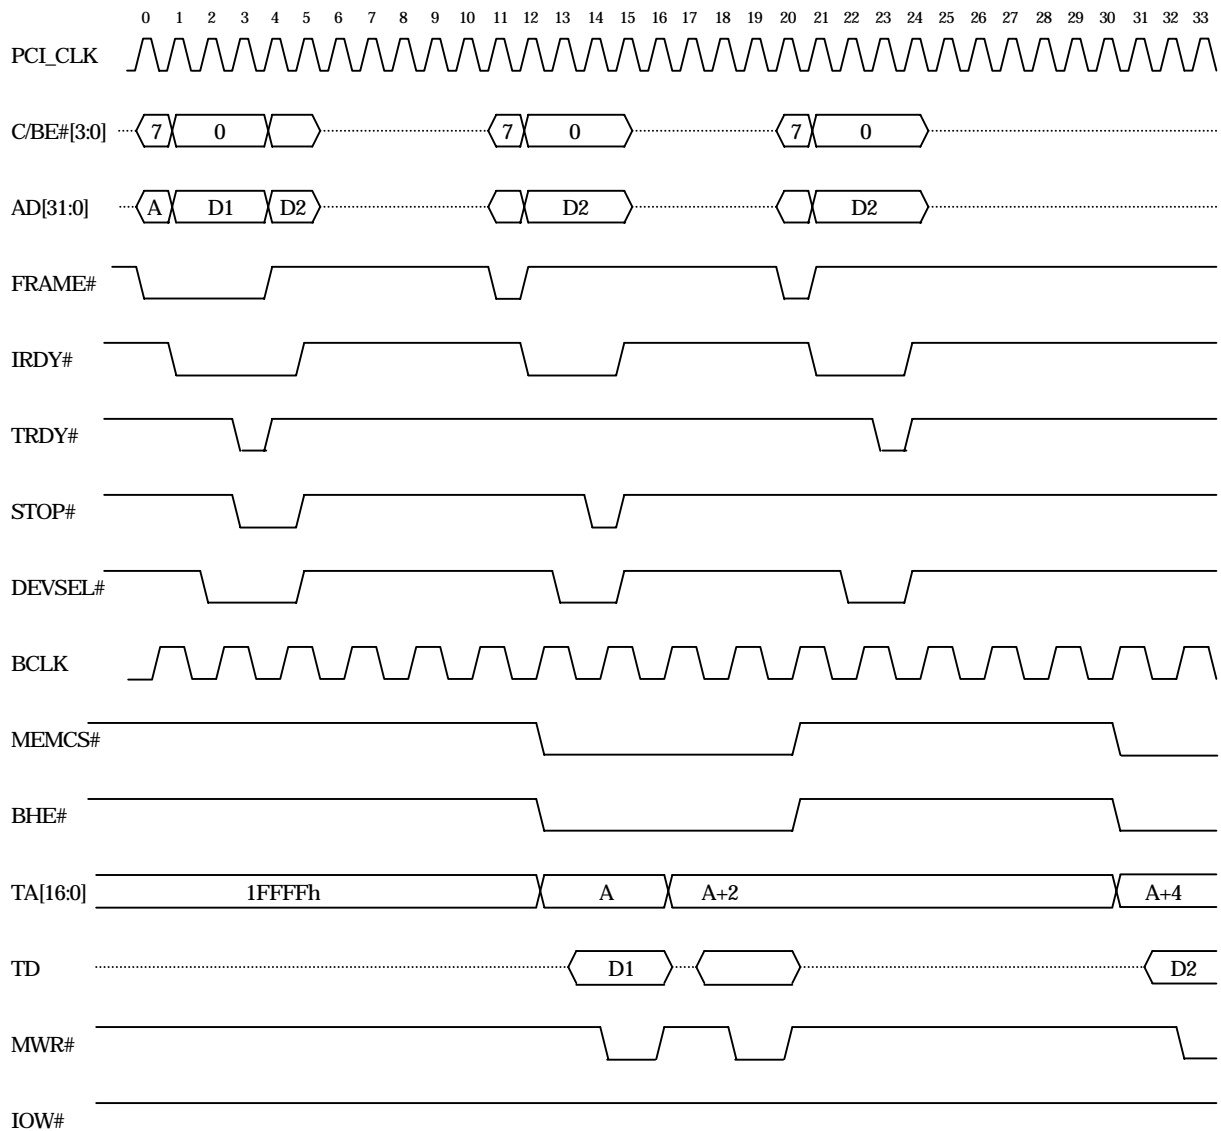 0 1 2 3 4 5 6 7 8 9 10 11 12 13 14 15 16 17 18 19 20 21 22 23 24 25 26 27 28 29 30 31 32 33
PCI_CLK
C/BE#[3:0] 7 0 7 0 7 0
AD[31:0] A D1 D2 D2 D2
FRAME#
IRDY#
TRDY#
STOP#
DEVSEL#
BCLK
MEMCS#
BHE#
TA[16:0] 1FFFFh A A+2 A+4
TD D1 D2
MWR#
IOW#